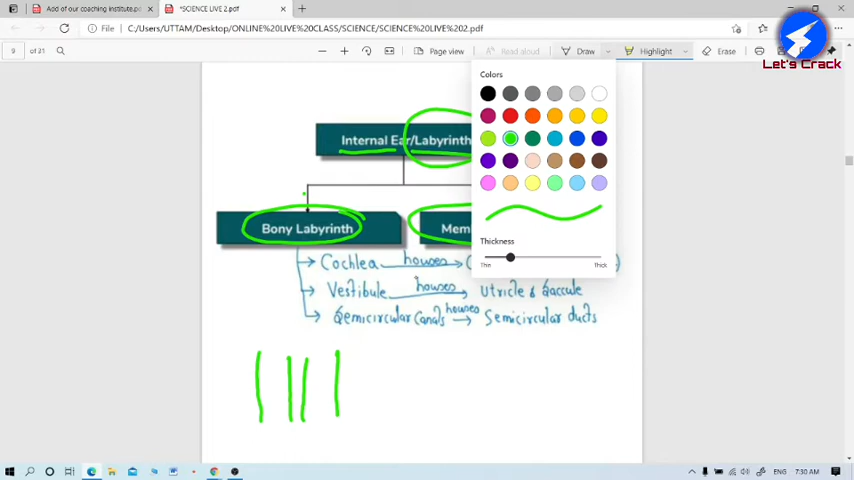 Add of our coaching institute.p
*SCIENCE LIVE 2.pdf
File
C:/Users/UTTAM/Desktop/ONLINE%20LIVE%20CLASS/SCIENCE/SCIENCE%20LIVE%202.pdf
Let's Crack
9 of 31
Page view
Read aloud
Draw
Highlight
Erase
Colors
Internal Ear/Labyrinth
Bony Labyrinth
Mem
Thickness
Thin
Thick
Cochlea houses
Vestibule houses Utricle & Saccule
Semicircular Canals houses Semicircular ducts
ENG
7:30 AM